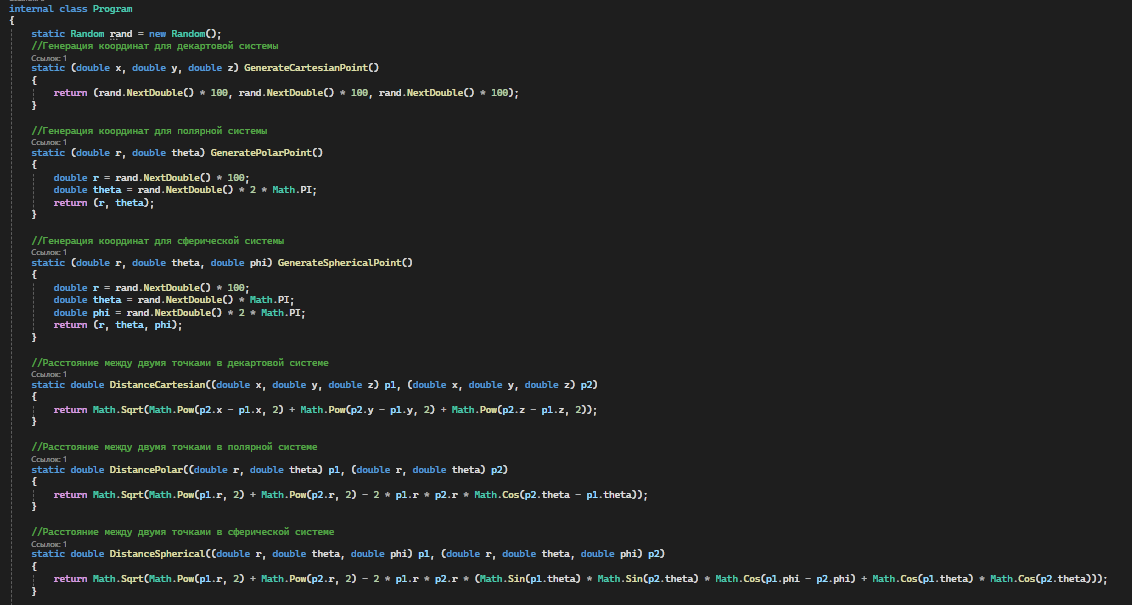 internal class Program
{
static Random rand = new Random();
//Генерация координат для декартовой системы
Ссылок: 1
static (double x, double y, double z) GenerateCartesianPoint()
{
return (rand.NextDouble() * 100, rand.NextDouble() * 100, rand.NextDouble() * 100);
}
//Генерация координат для полярной системы
Ссылок: 1
static (double r, double theta) GeneratePolarPoint()
{
double r = rand.NextDouble() * 100;
double theta = rand.NextDouble() * 2 * Math.PI;
return (r, theta);
}
//Генерация координат для сферической системы
Ссылок: 1
static (double r, double theta, double phi) GenerateSphericalPoint()
{
double r = rand.NextDouble() * 100;
double theta = rand.NextDouble() * Math.PI;
double phi = rand.NextDouble() * 2 * Math.PI;
return (r, theta, phi);
}
//Расстояние между двумя точками в декартовой системе
Ссылок: 1
static double DistanceCartesian((double x, double y, double z) p1, (double x, double y, double z) p2)
{
return Math.Sqrt(Math.Pow(p2.x - p1.x, 2) + Math.Pow(p2.y - p1.y, 2) + Math.Pow(p2.z - p1.z, 2));
}
//Расстояние между двумя точками в полярной системе
Ссылок: 1
static double DistancePolar((double r, double theta) p1, (double r, double theta) p2)
{
return Math.Sqrt(Math.Pow(p1.r, 2) + Math.Pow(p2.r, 2) - 2 * p1.r * p2.r * Math.Cos(p2.theta - p1.theta));
}
//Расстояние между двумя точками в сферической системе
Ссылок: 1
static double DistanceSpherical((double r, double theta, double phi) p1, (double r, double theta, double phi) p2)
{
return Math.Sqrt(Math.Pow(p1.r, 2) + Math.Pow(p2.r, 2) - 2 * p1.r * p2.r * (Math.Sin(p1.theta) * Math.Sin(p2.theta) * Math.Cos(p1.phi - p2.phi) + Math.Cos(p1.theta) * Math.Cos(p2.theta)));
}